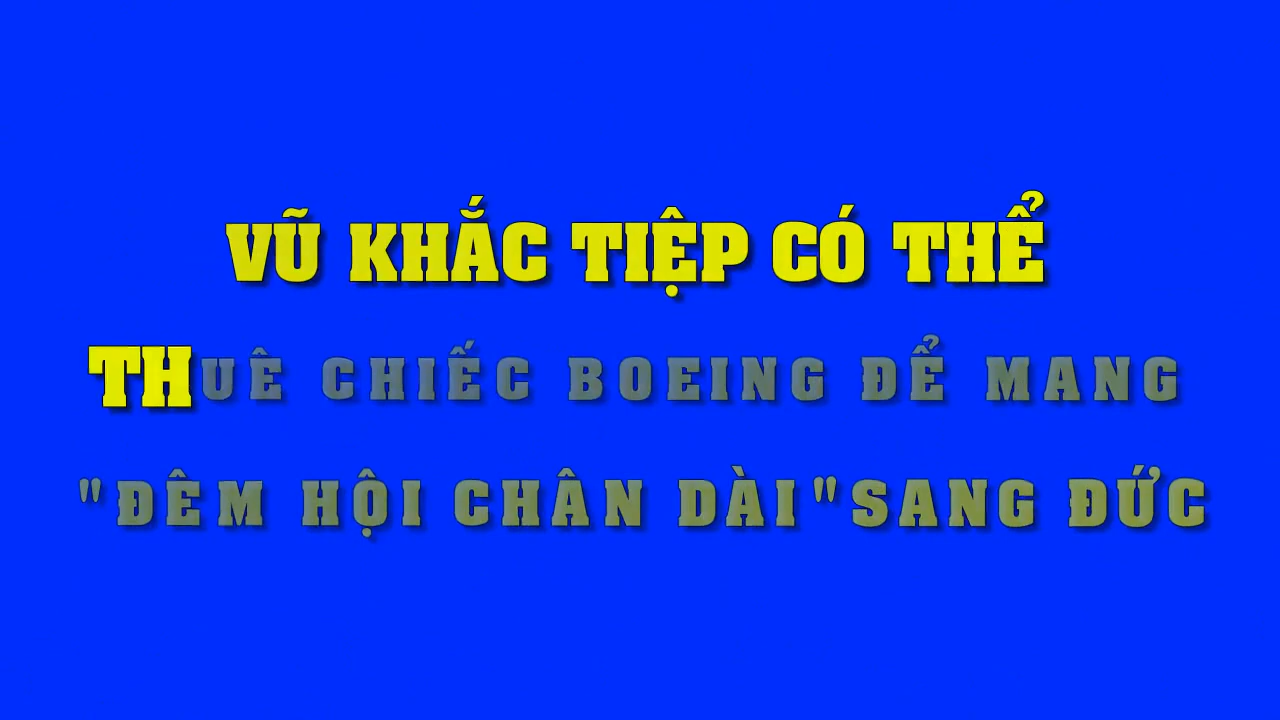 VŨ KHẮC TIỆP CÓ THỂ
THUÊ CHIẾC BOEING ĐỂ MANG
"ĐÊM HỘI CHÂN DÀI"SANG ĐỨC